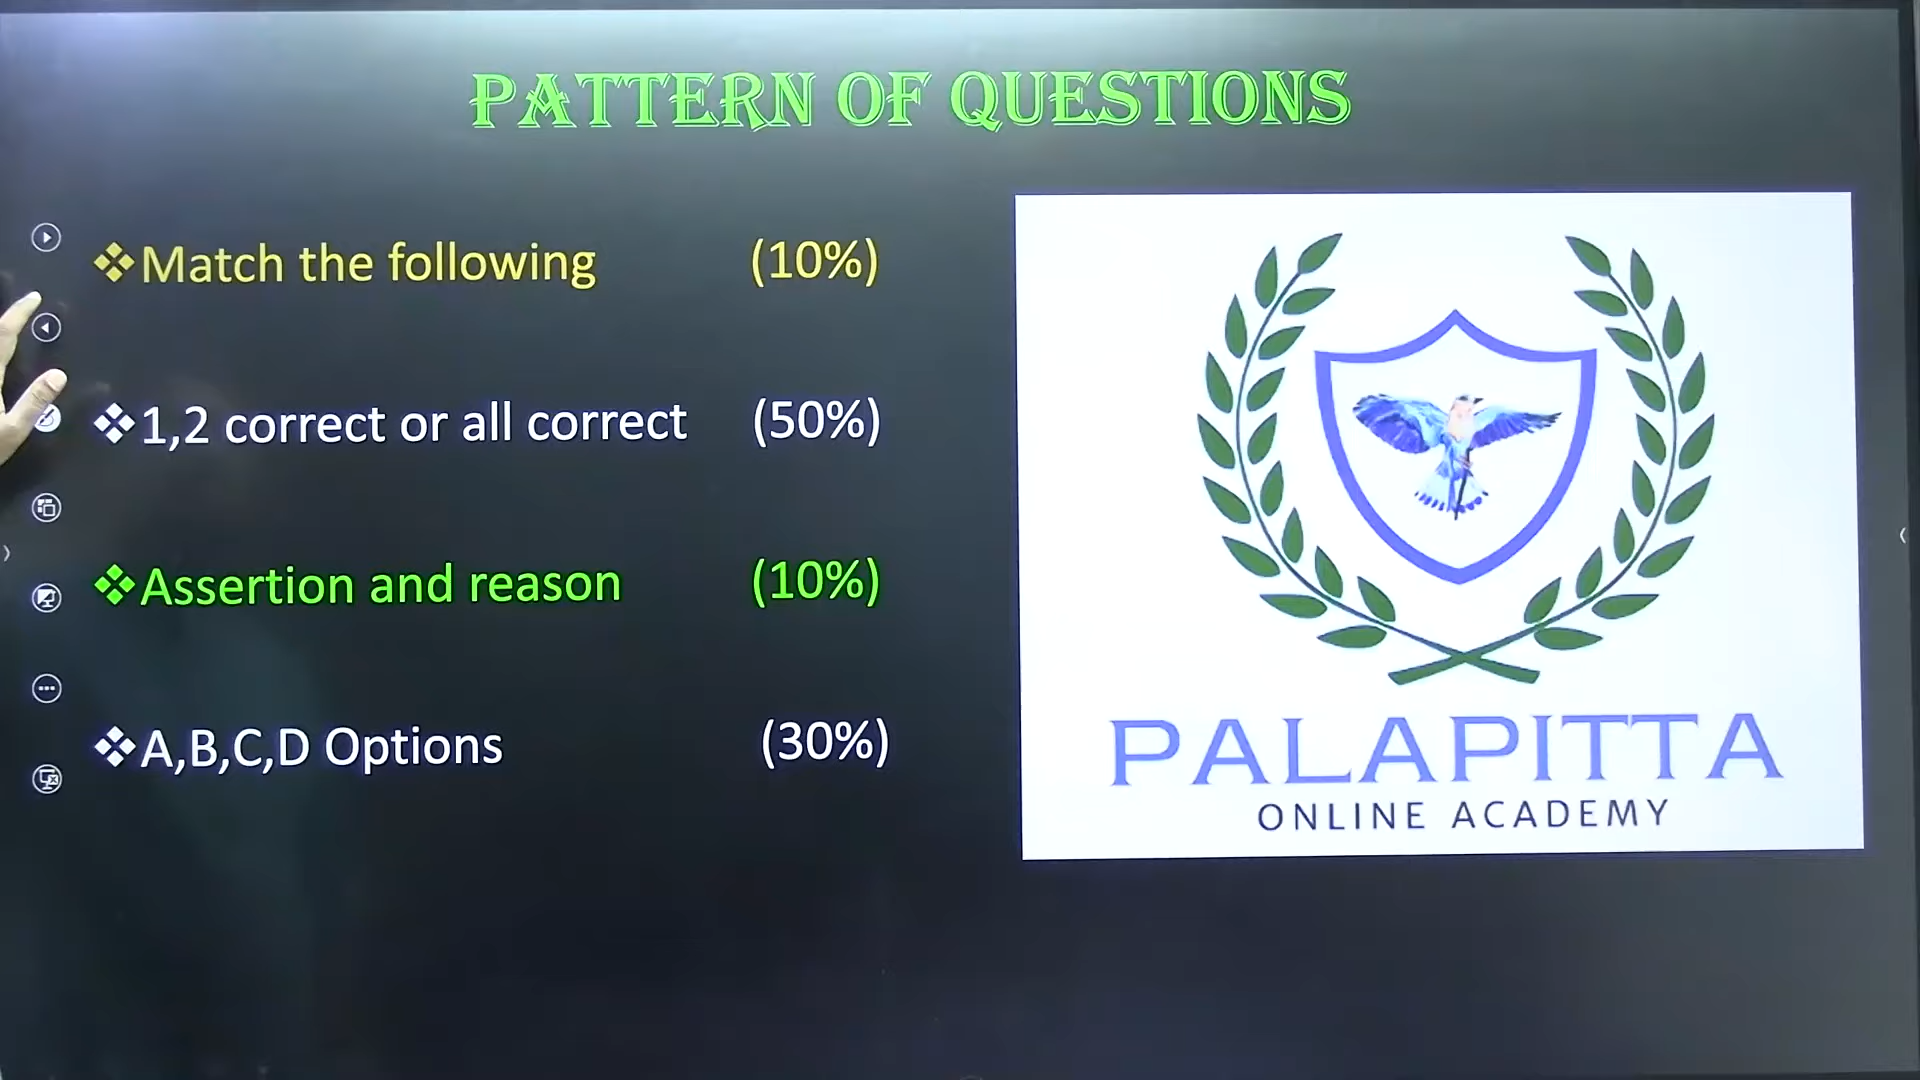 PATTERN OF QUESTIONS
❖Match the following (10%)
❖1,2 correct or all correct (50%)
❖Assertion and reason (10%)
❖A,B,C,D Options (30%)
PALAPITTA
ONLINE ACADEMY